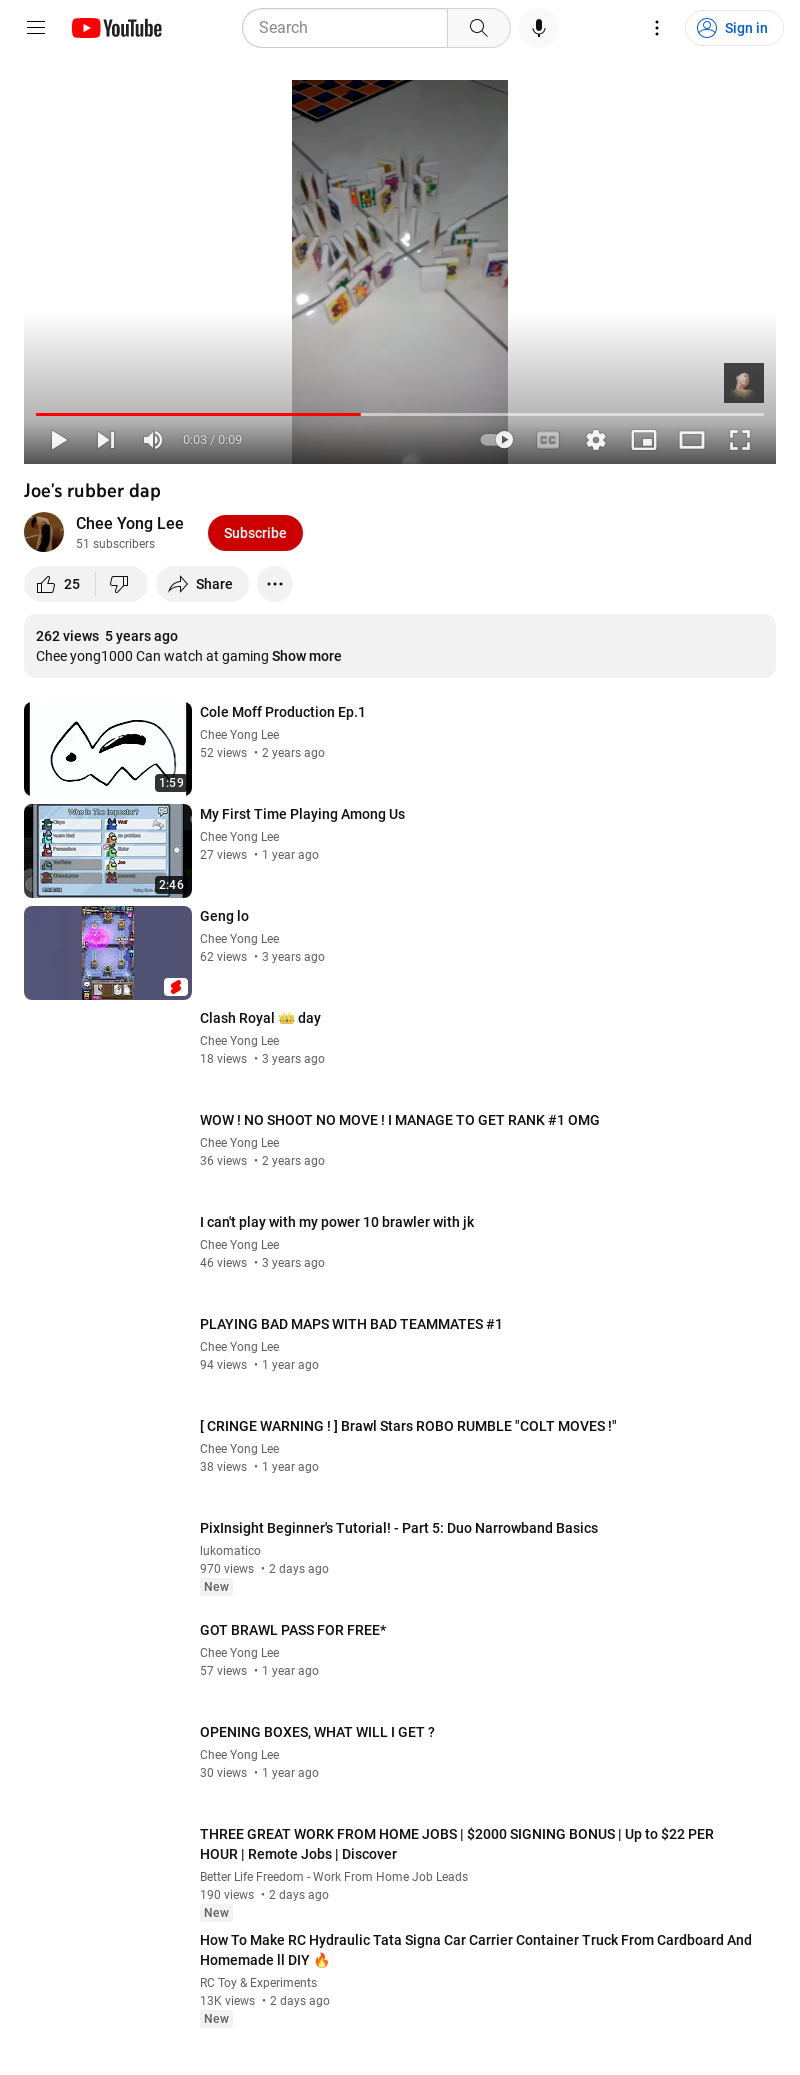 YouTube
Search
Sign in
0:03 / 0:09
CC
Joe's rubber dap
Chee Yong Lee
51 subscribers
Subscribe
25
Share
262 views 5 years ago
Chee yong1000 Can watch at gaming Show more
Cole Moff Production Ep.1
Chee Yong Lee
52 views • 2 years ago
1:59
Who Is The Impostor?
My First Time Playing Among Us
Chee Yong Lee
27 views • 1 year ago
2:46
Geng lo
Chee Yong Lee
62 views • 3 years ago
Clash Royal 👑 day
Chee Yong Lee
18 views • 3 years ago
WOW ! NO SHOOT NO MOVE ! I MANAGE TO GET RANK #1 OMG
Chee Yong Lee
36 views • 2 years ago
I can't play with my power 10 brawler with jk
Chee Yong Lee
46 views • 3 years ago
PLAYING BAD MAPS WITH BAD TEAMMATES #1
Chee Yong Lee
94 views • 1 year ago
[ CRINGE WARNING ! ] Brawl Stars ROBO RUMBLE "COLT MOVES !"
Chee Yong Lee
38 views • 1 year ago
PixInsight Beginner's Tutorial! - Part 5: Duo Narrowband Basics
lukomatico
970 views • 2 days ago
New
GOT BRAWL PASS FOR FREE*
Chee Yong Lee
57 views • 1 year ago
OPENING BOXES, WHAT WILL I GET ?
Chee Yong Lee
30 views • 1 year ago
THREE GREAT WORK FROM HOME JOBS | $2000 SIGNING BONUS | Up to $22 PER
HOUR | Remote Jobs | Discover
Better Life Freedom - Work From Home Job Leads
190 views • 2 days ago
New
How To Make RC Hydraulic Tata Signa Car Carrier Container Truck From Cardboard And
Homemade ll DIY 🔥
RC Toy & Experiments
13K views • 2 days ago
New